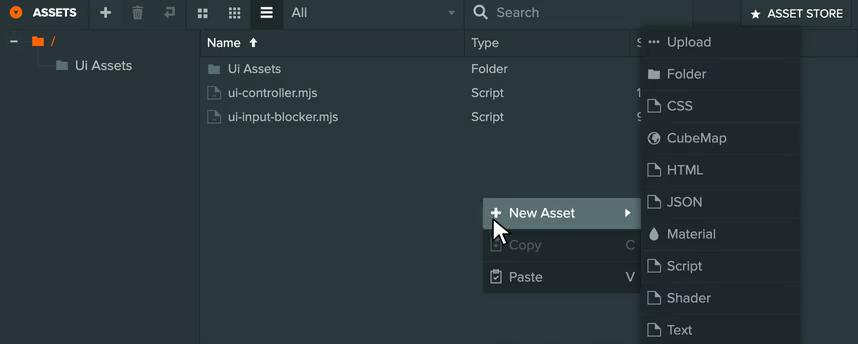 ASSETS All Search ASSET STORE
/
Ui Assets
Name Type
Ui Assets Folder
ui-controller.mjs Script
ui-input-blocker.mjs Script
New Asset
Copy C
Paste V
Upload
Folder
CSS
CubeMap
HTML
JSON
Material
Script
Shader
Text